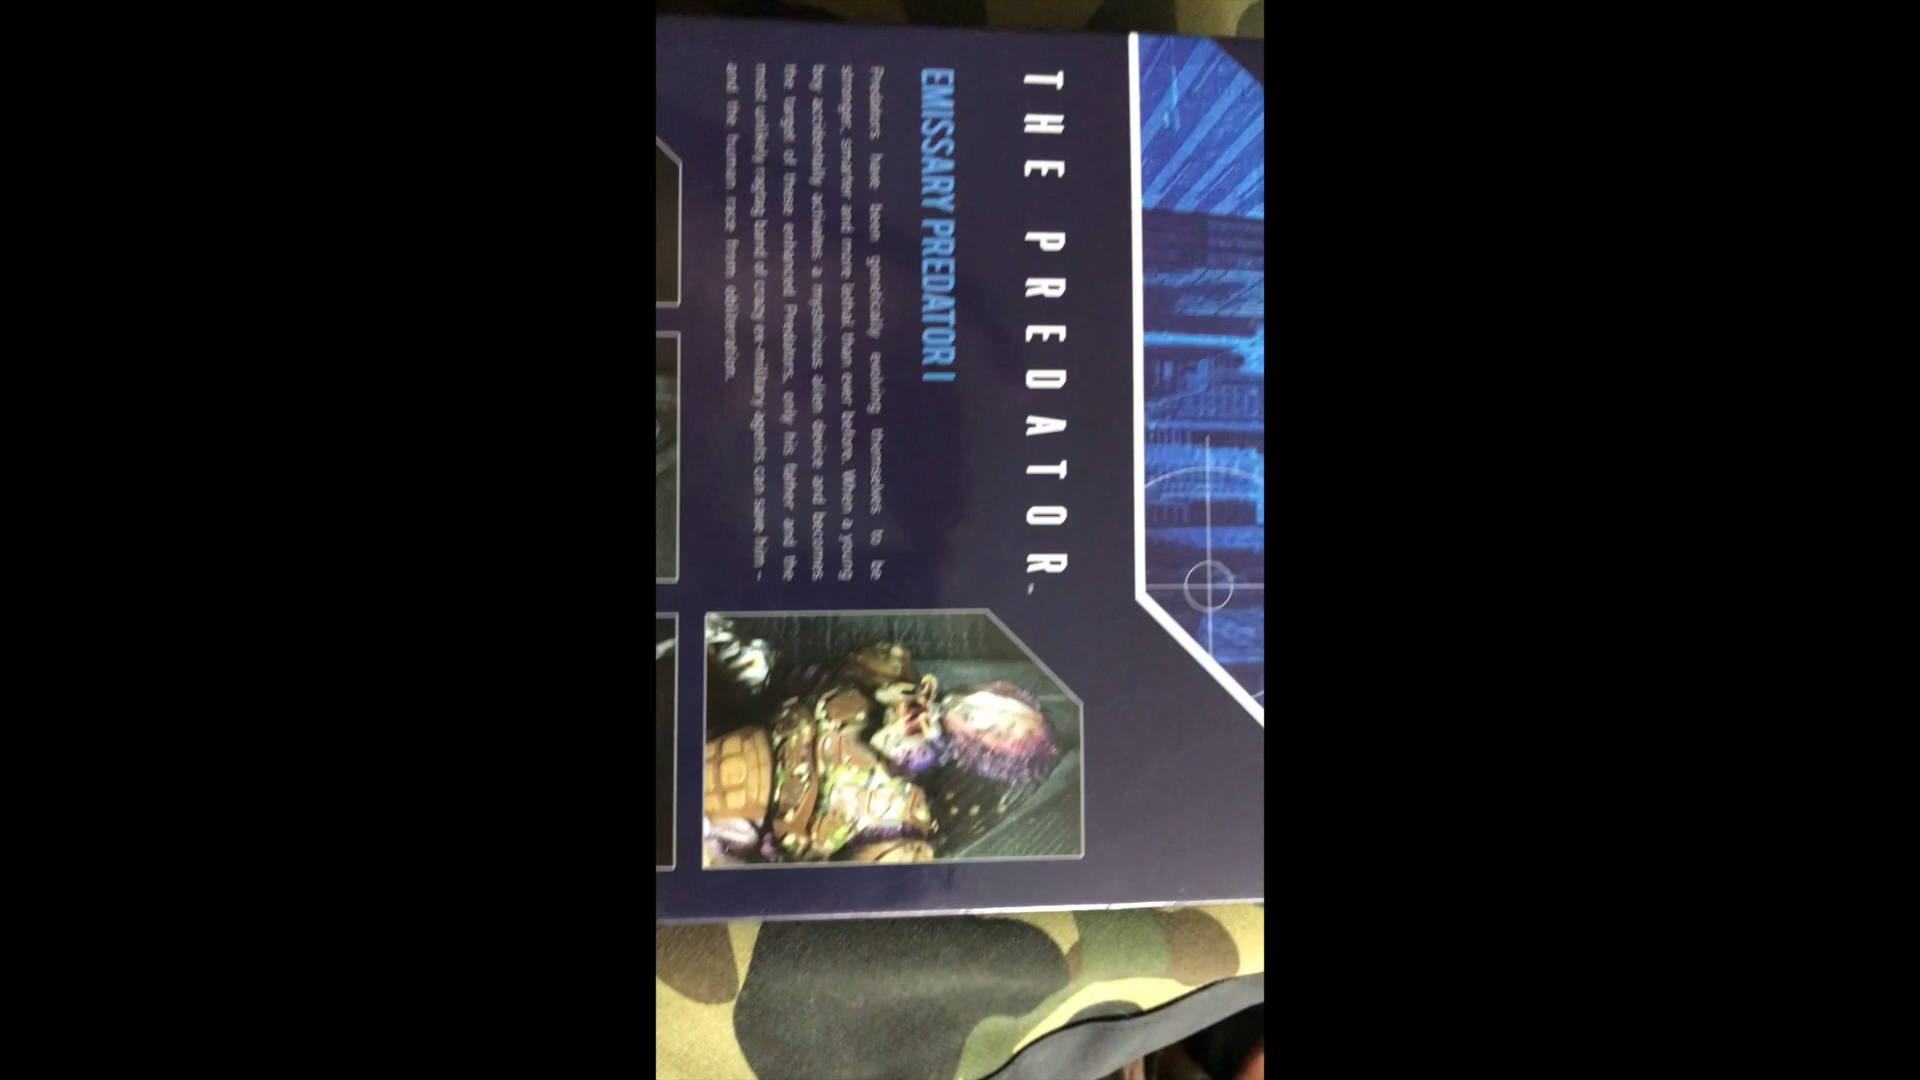 THE PREDATOR™
EMISSARY PREDATOR I
Predators have been genetically evolving themselves to be
stronger, smarter and more lethal than ever before. When a young
boy accidentally activates a mysterious alien device and becomes
the target of these enhanced Predators, only his father and the
most unlikely ragtag band of crazy ex-military agents can save him –
and the human race from obliteration.